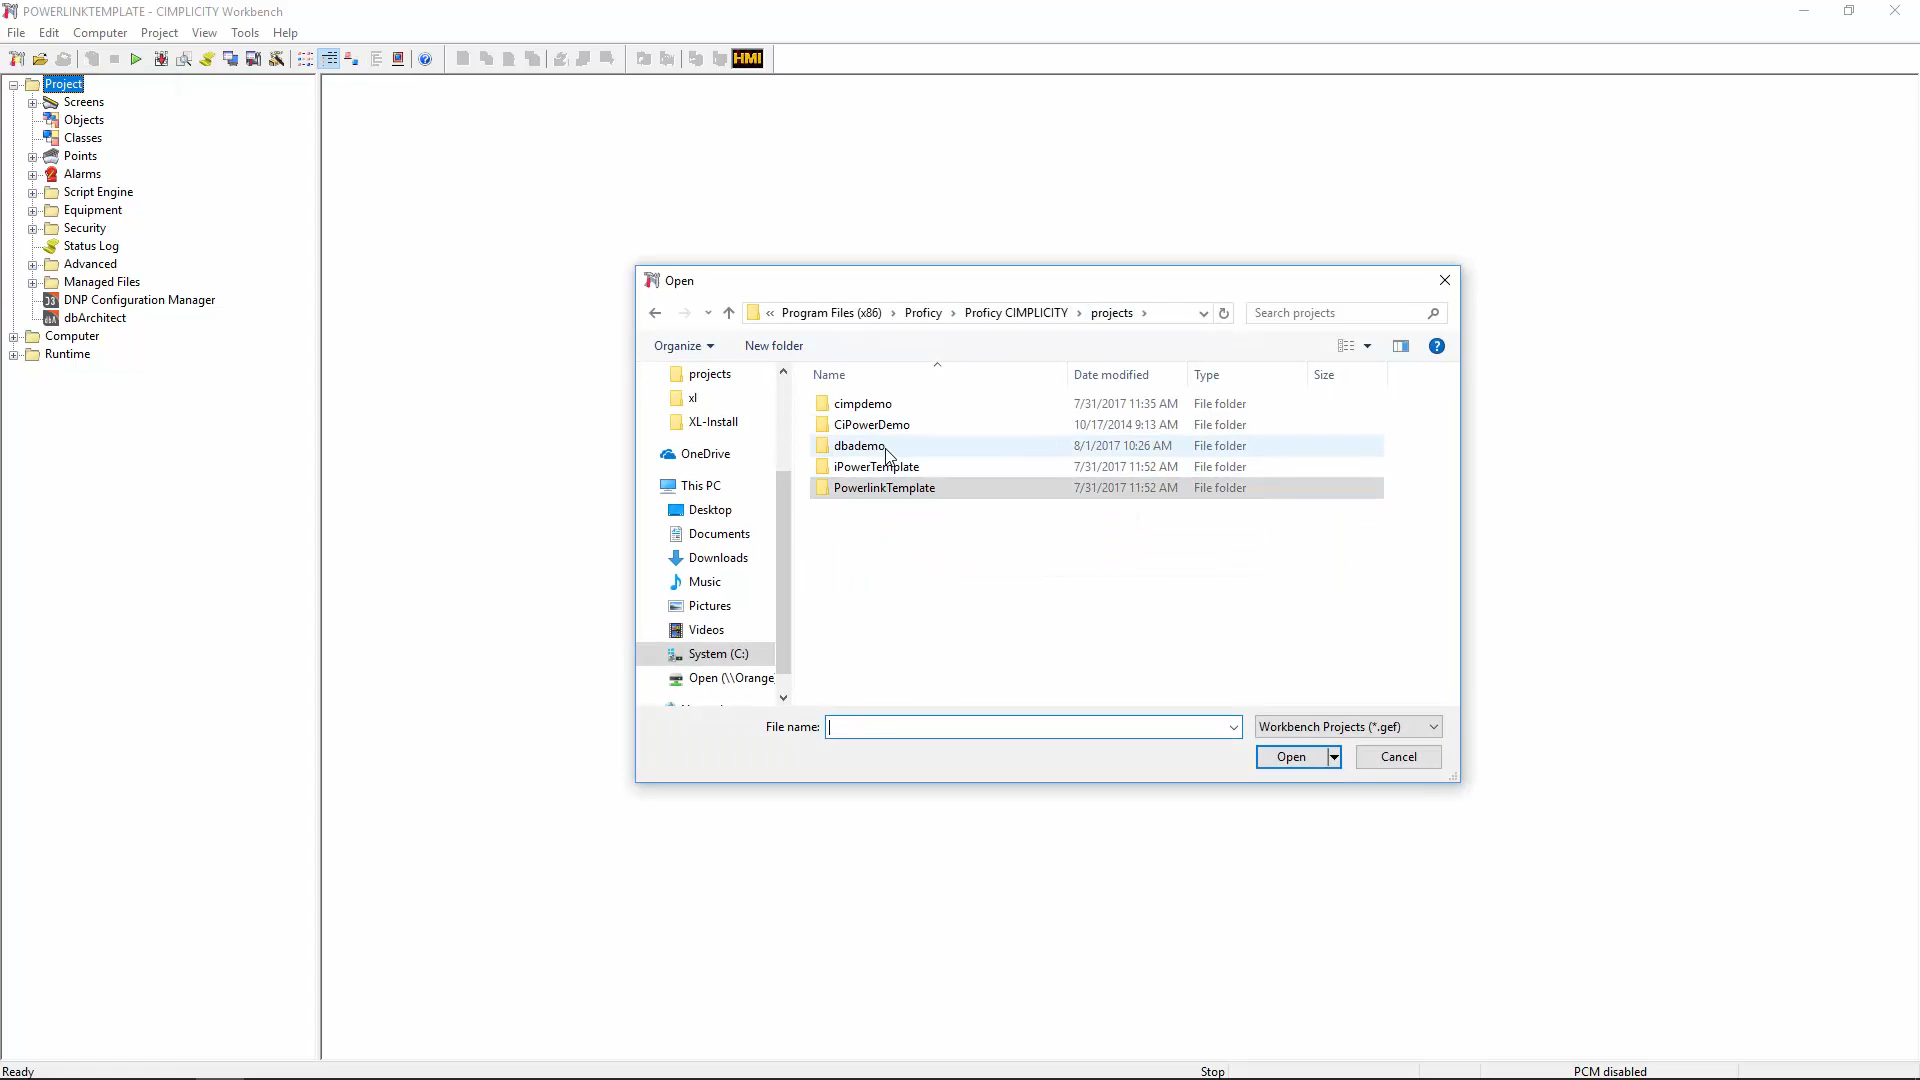 POWERLINKTEMPLATE - CIMPLICITY Workbench
File Edit Computer Project View Tools Help
HMI
Project
Screens
Objects
Classes
Points
Alarms
Script Engine
Equipment
Security
Status Log
Advanced
Managed Files
DNP Configuration Manager
dbArchitect
Computer
Runtime
Open
« Program Files (x86) › Proficy › Proficy CIMPLICITY › projects ›
Search projects
Organize New folder
projects
xl
XL-Install
OneDrive
This PC
Desktop
Documents
Downloads
Music
Pictures
Videos
System (C:)
Open (\\Orange
Name Date modified Type Size
cimpdemo 7/31/2017 11:35 AM File folder
CiPowerDemo 10/17/2014 9:13 AM File folder
dbademo 8/1/2017 10:26 AM File folder
iPowerTemplate 7/31/2017 11:52 AM File folder
PowerlinkTemplate 7/31/2017 11:52 AM File folder
File name: Workbench Projects (*.gef)
Open Cancel
Ready Stop PCM disabled